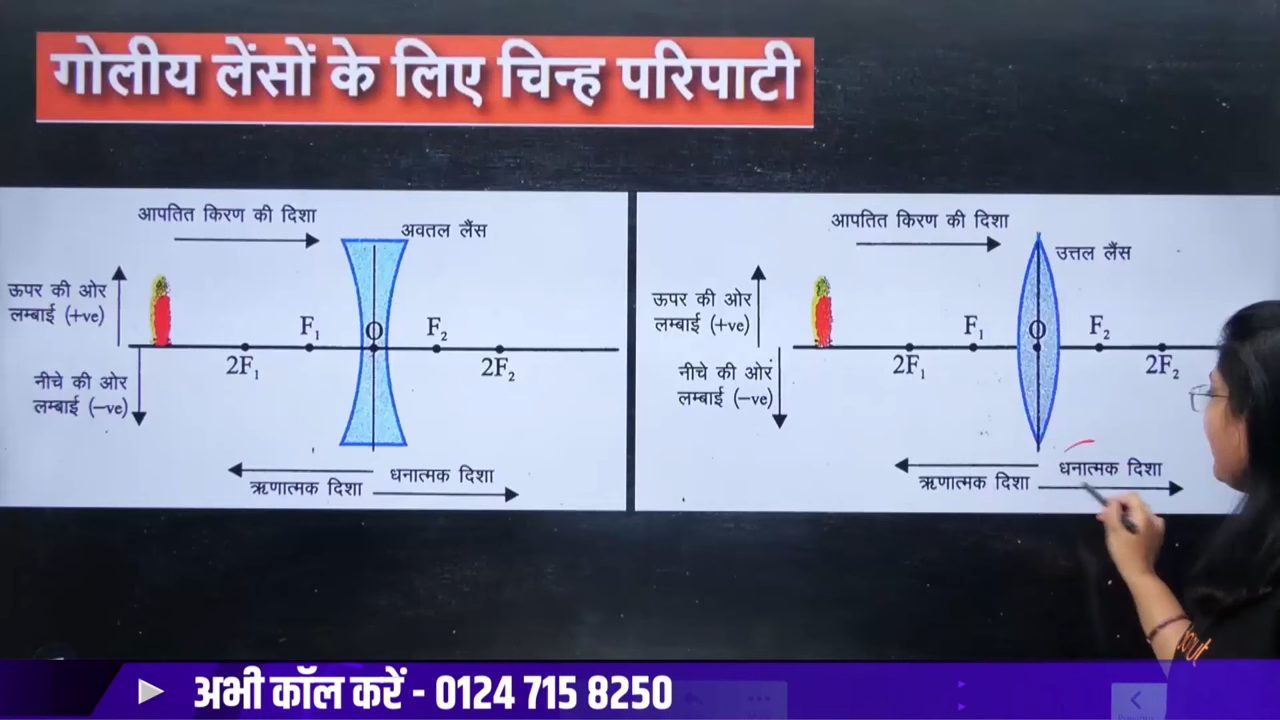 गोलीय लेंसों के लिए चिन्ह परिपाटी
आपतित किरण की दिशा
अवतल लैंस
ऊपर की ओर
लम्बाई (+ve)
F₁
O
F₂
2F₁
2F₂
नीचे की ओर
लम्बाई (–ve)
ऋणात्मक दिशा
धनात्मक दिशा
आपतित किरण की दिशा
उत्तल लैंस
ऊपर की ओर
लम्बाई (+ve)
F₁
O
F₂
2F₁
2F₂
नीचे की ओर
लम्बाई (–ve)
ऋणात्मक दिशा
धनात्मक दिशा
अभी कॉल करें - 0124 715 8250